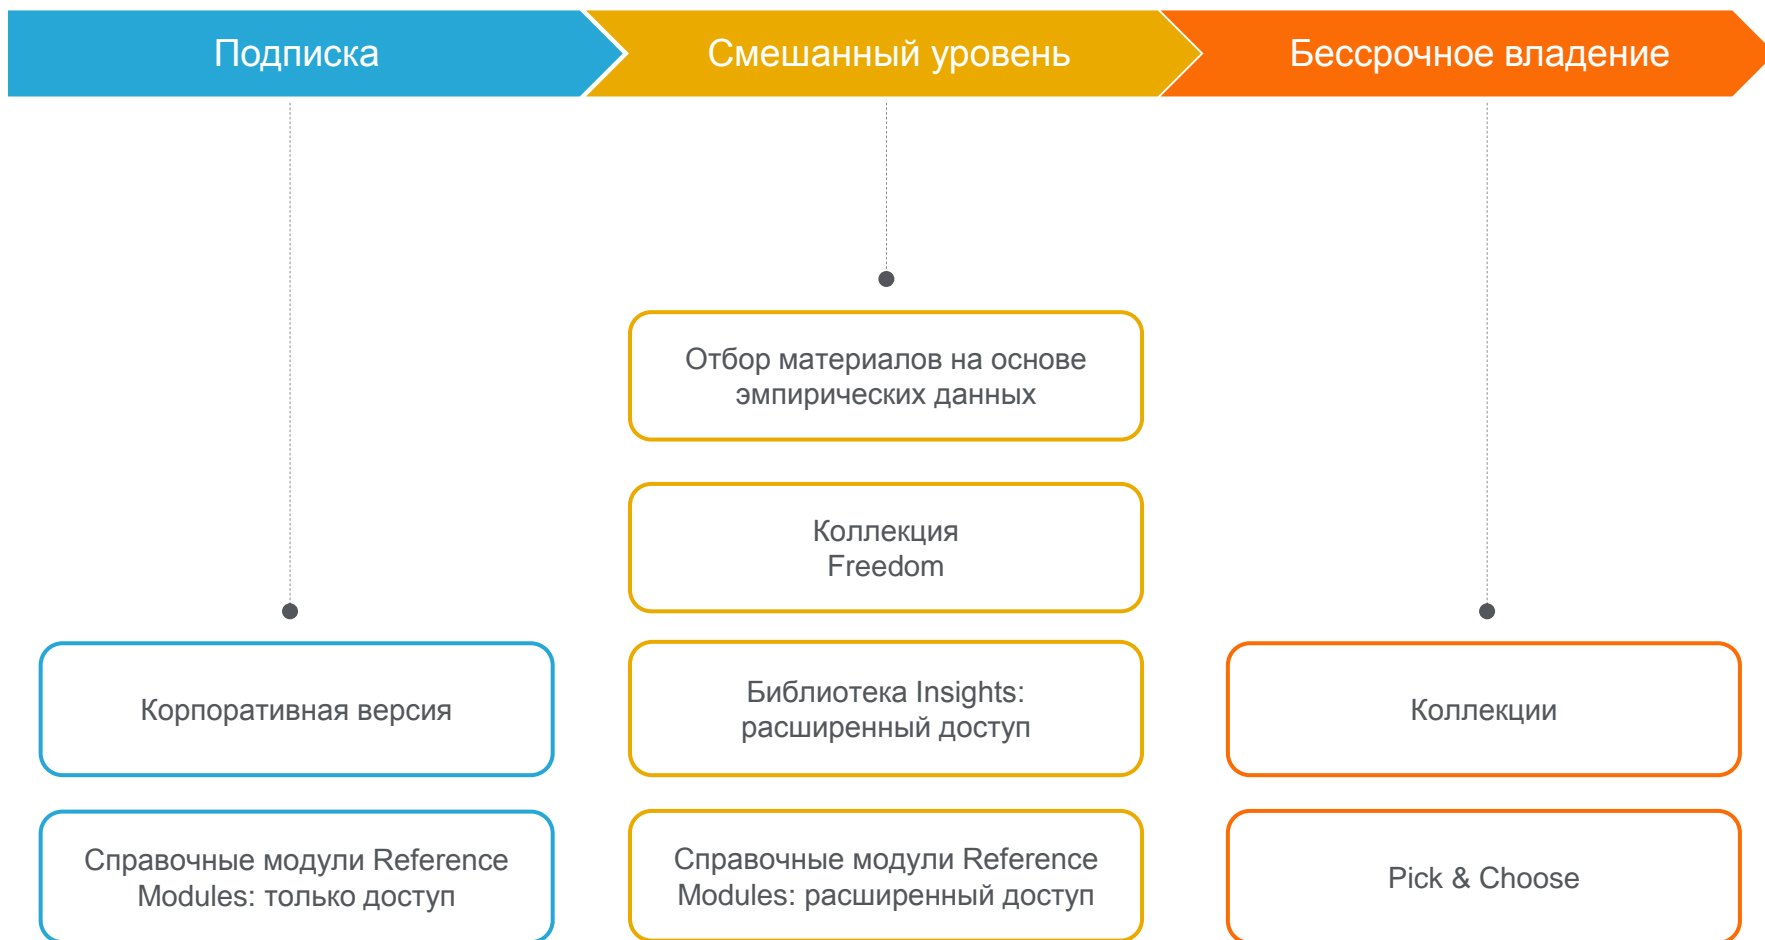 Подписка
Смешанный уровень
Бессрочное владение
Отбор материалов на основе
эмпирических данных
Коллекция
Freedom
Библиотека Insights:
расширенный доступ
Корпоративная версия
Коллекции
Справочные модули Reference
Modules: только доступ
Справочные модули Reference
Modules: расширенный доступ
Pick & Choose